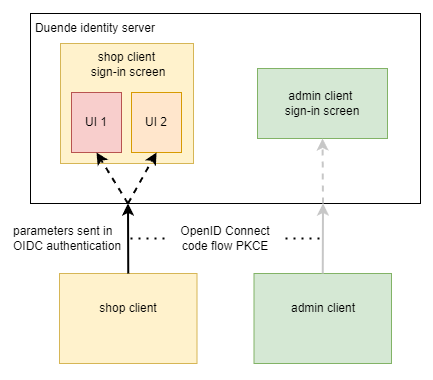 Duende identity server
shop client
sign-in screen
UI 1
UI 2
admin client
sign-in screen
parameters sent in
OIDC authentication
OpenID Connect
code flow PKCE
shop client
admin client